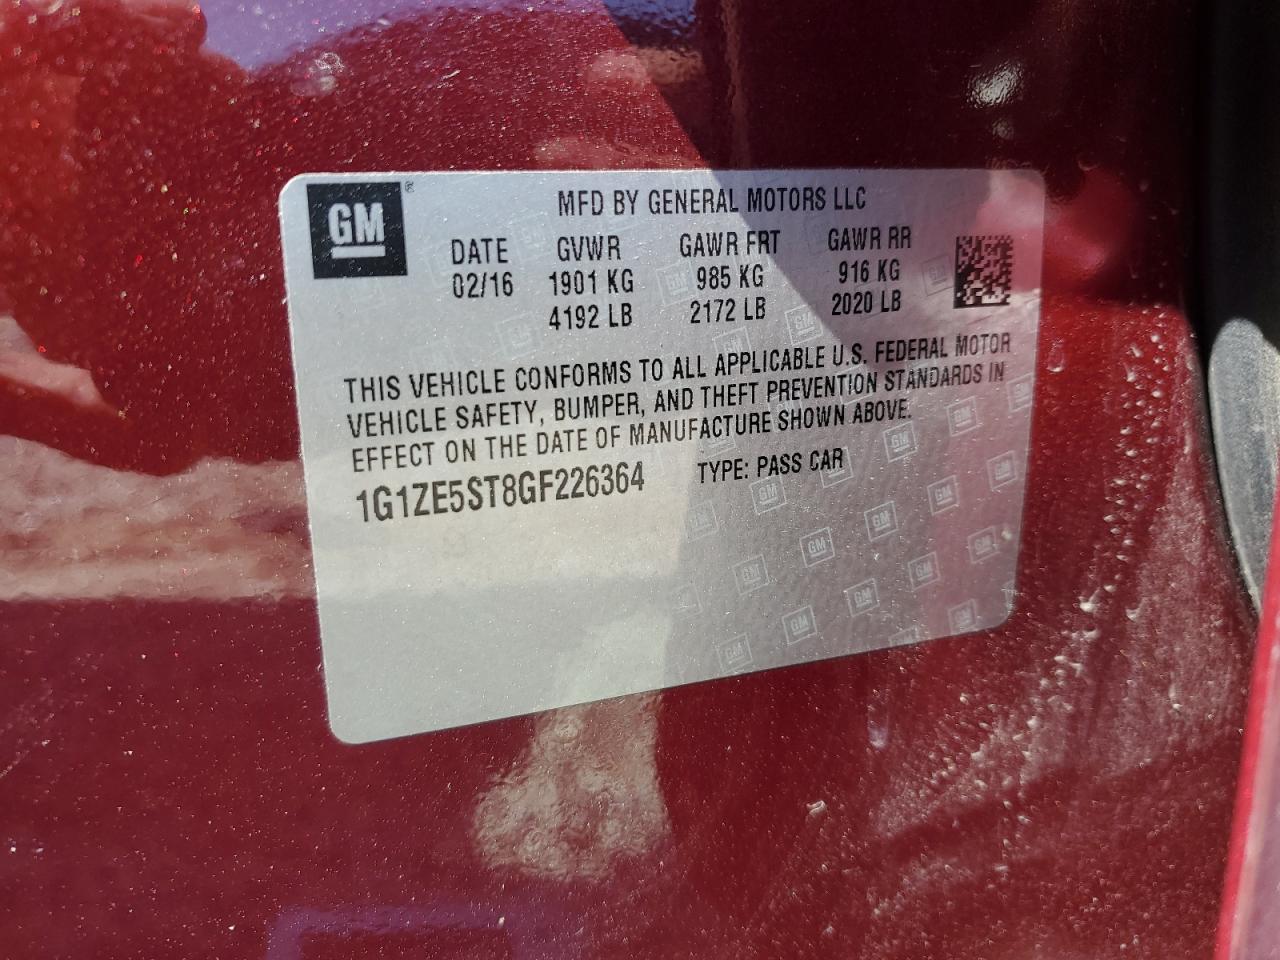 GM®
MFD BY GENERAL MOTORS LLC
DATE GVWR GAWR FRT GAWR RR
02/16 1901 KG 985 KG 916 KG
4192 LB 2172 LB 2020 LB
THIS VEHICLE CONFORMS TO ALL APPLICABLE U.S. FEDERAL MOTOR
VEHICLE SAFETY, BUMPER, AND THEFT PREVENTION STANDARDS IN
EFFECT ON THE DATE OF MANUFACTURE SHOWN ABOVE.
1G1ZE5ST8GF226364 TYPE: PASS CAR